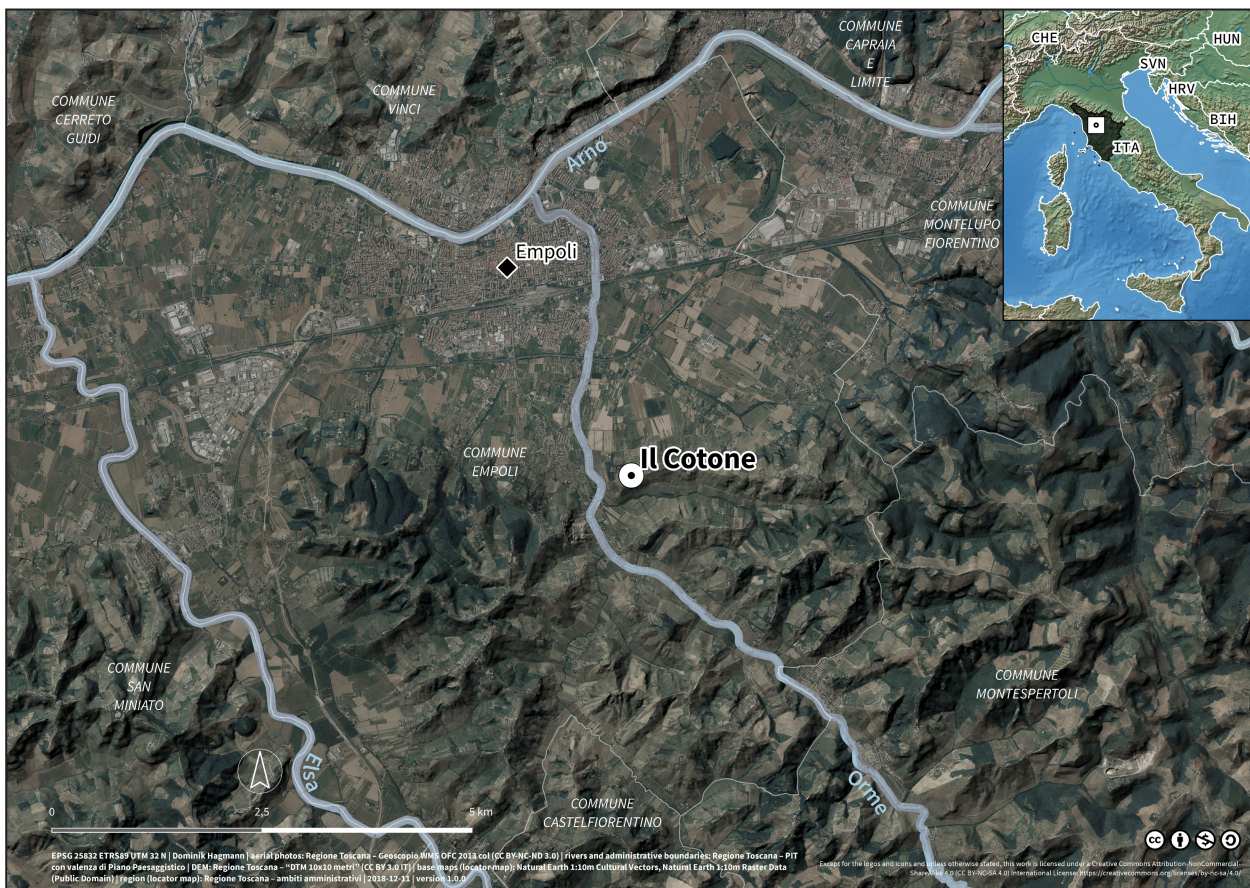 COMMUNE
CAPRAIA
E
LIMITE
CHE
HUN
SVN
HRV
BIH
ITA
COMMUNE
CERRETO
GUIDI
COMMUNE
VINCI
Arno
COMMUNE
MONTELUPO
FIORENTINO
Empoli
COMMUNE
EMPOLI
Il Cotone
COMMUNE
SAN
MINIATO
COMMUNE
MONTESPERTOLI
Elsa
Orme
COMMUNE
CASTELFIORENTINO
0 2,5 5 km
EPSG 25832 ETRS89 UTM 32 N | Dominik Hagmann | aerial photos: Regione Toscana – Geoscopio WMS OFC 2013 col (CC BY-NC-ND 3.0) | rivers and administrative boundaries: Regione Toscana – PIT
con valenza di Piano Paesaggistico | DEM: Regione Toscana – “DTM 10x10 metri” (CC BY 3.0 IT) | base maps (locator map): Natural Earth 1:10m Cultural Vectors, Natural Earth 1:10m Raster Data
(Public Domain) | region (locator map): Regione Toscana – ambiti amministrativi | 2018-12-11 | version 1.0.0
cc
Except for the logos and icons and unless otherwise stated, this work is licensed under a Creative Commons Attribution-NonCommercial-
ShareAlike 4.0 (CC BY-NC-SA 4.0) International License: https://creativecommons.org/licenses/by-nc-sa/4.0/